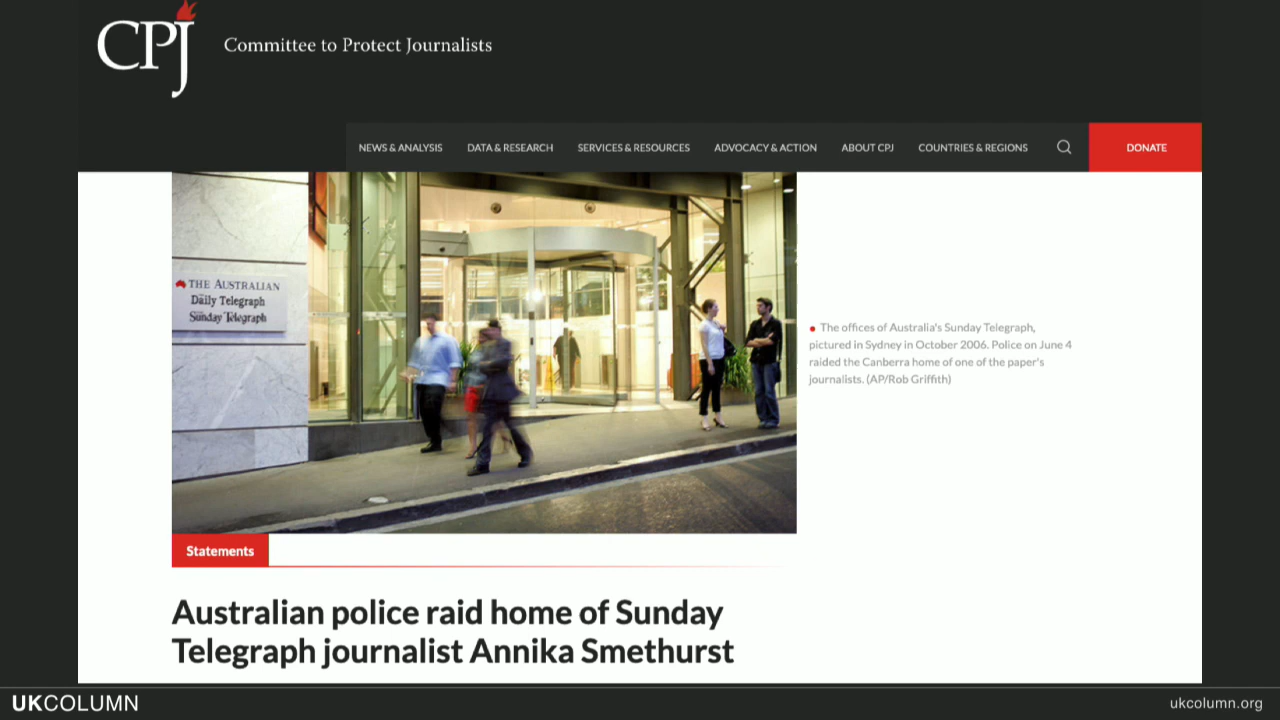 CPJ
Committee to Protect Journalists
NEWS & ANALYSIS DATA & RESEARCH SERVICES & RESOURCES ADVOCACY & ACTION ABOUT CPJ COUNTRIES & REGIONS DONATE
THE AUSTRALIAN
Daily Telegraph
Sunday Telegraph
The offices of Australia's Sunday Telegraph,
pictured in Sydney in October 2006. Police on June 4
raided the Canberra home of one of the paper's
journalists. (AP/Rob Griffith)
Statements
Australian police raid home of Sunday
Telegraph journalist Annika Smethurst
UKCOLUMN
ukcolumn.org